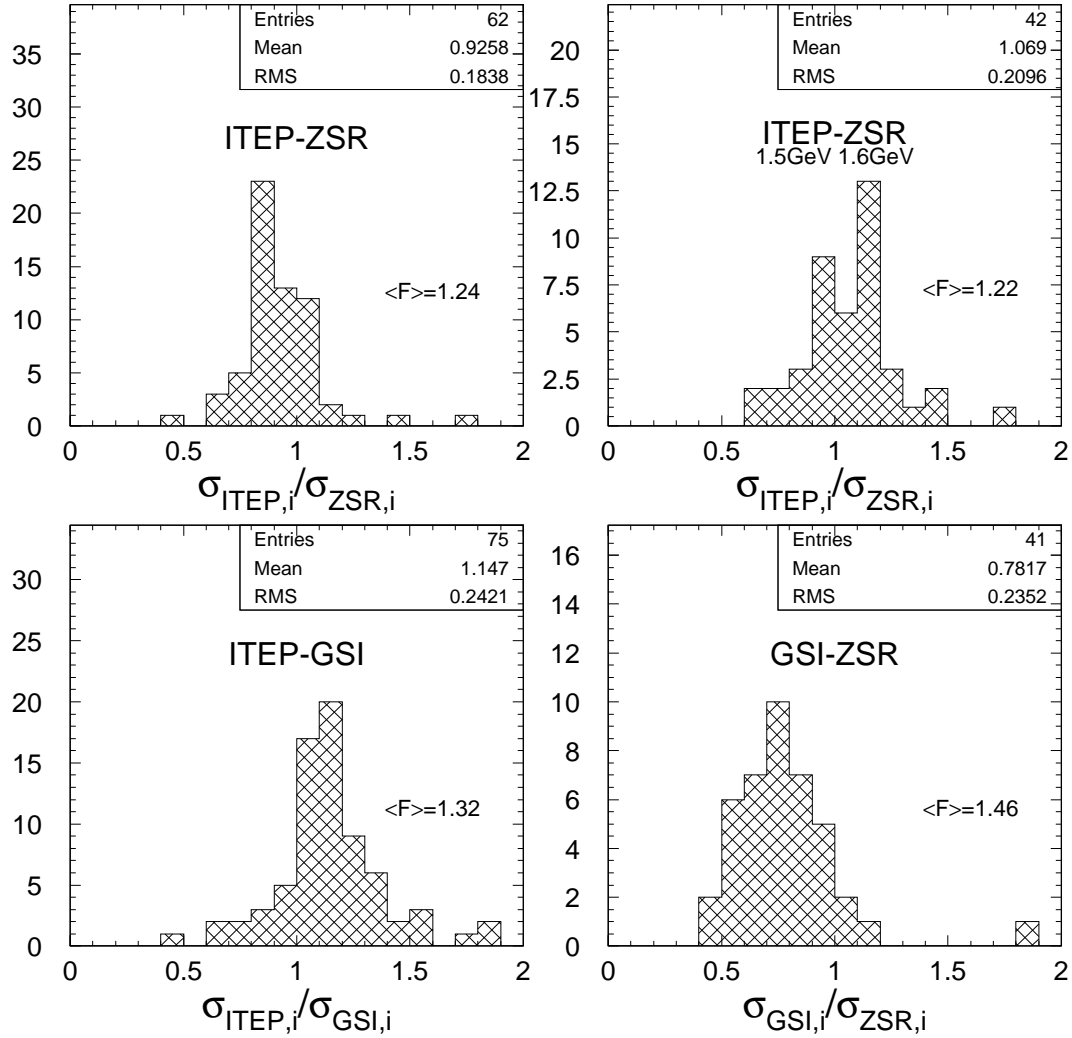 Entries 62
Mean 0.9258
RMS 0.1838
ITEP-ZSR
<F>=1.24
35
30
25
20
15
10
5
0
0 0.5 1 1.5 2
σITEP,i/σZSR,i
Entries 42
Mean 1.069
RMS 0.2096
ITEP-ZSR
1.5GeV 1.6GeV
<F>=1.22
20
17.5
15
12.5
10
7.5
5
2.5
0
0 0.5 1 1.5 2
σITEP,i/σZSR,i
Entries 75
Mean 1.147
RMS 0.2421
ITEP-GSI
<F>=1.32
30
25
20
15
10
5
0
0 0.5 1 1.5 2
σITEP,i/σGSI,i
Entries 41
Mean 0.7817
RMS 0.2352
GSI-ZSR
<F>=1.46
16
14
12
10
8
6
4
2
0
0 0.5 1 1.5 2
σGSI,i/σZSR,i